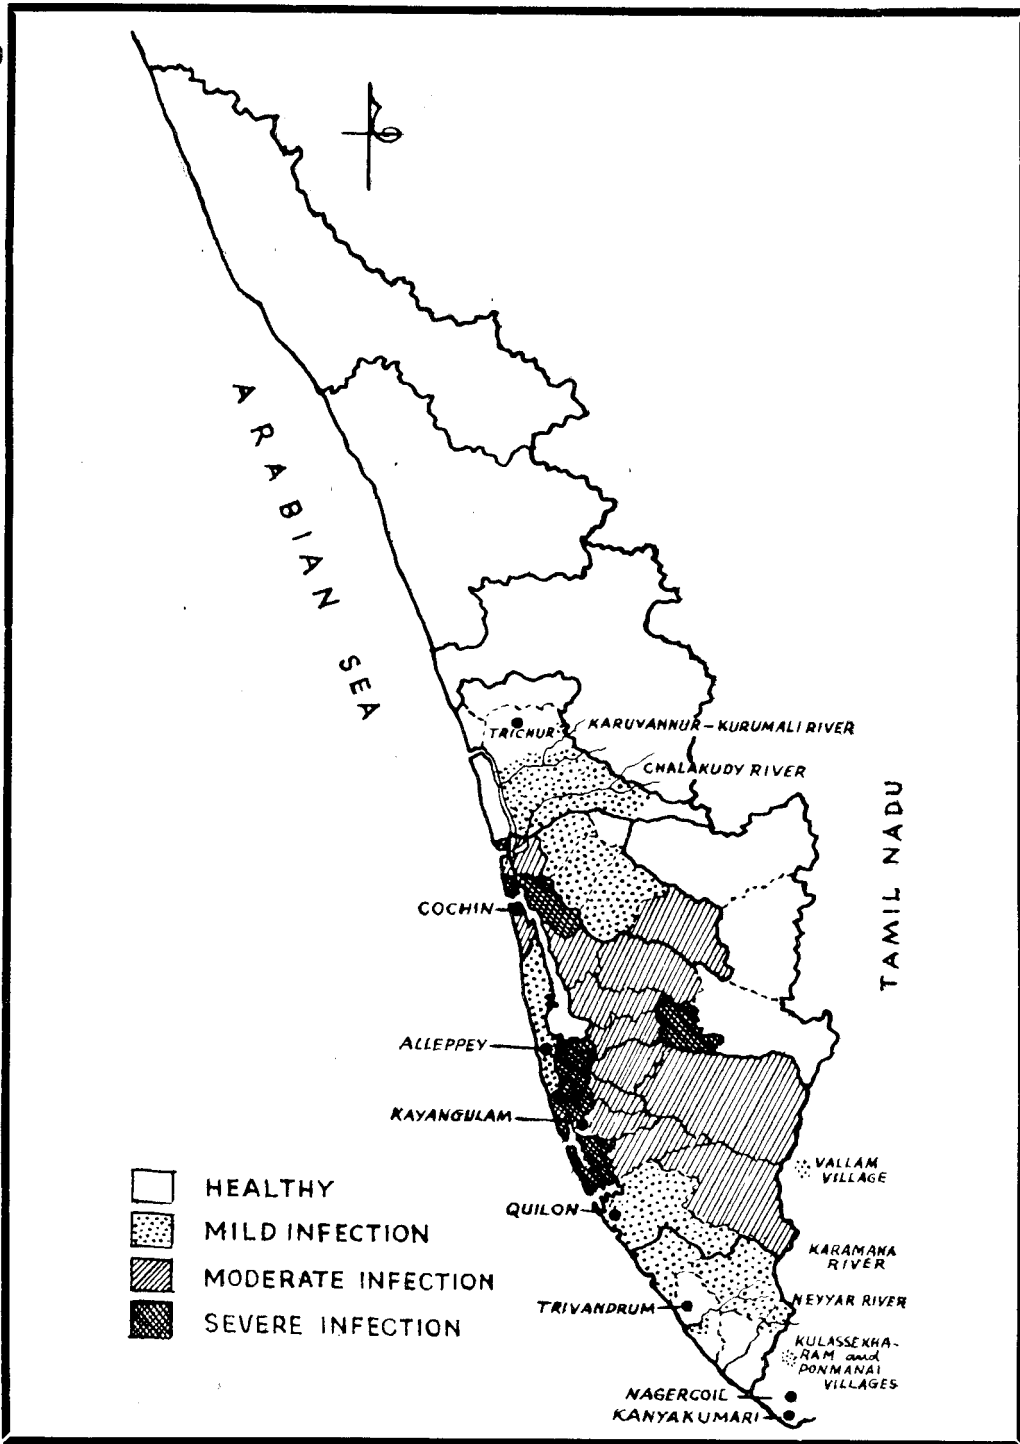 ARABIAN SEA
TRICHUR
KARUVANNUR-KURUMALI RIVER
CHALAKUDY RIVER
TAMIL NADU
COCHIN
ALLEPPEY
KAYANGULAM
VALLAM
VILLAGE
QUILON
KARAMANA
RIVER
TRIVANDRUM
NEYYAR RIVER
KULASSEKHA-
RAM and
PONMANAI
VILLAGES
NAGERCOIL
KANYAKUMARI
HEALTHY
MILD INFECTION
MODERATE INFECTION
SEVERE INFECTION